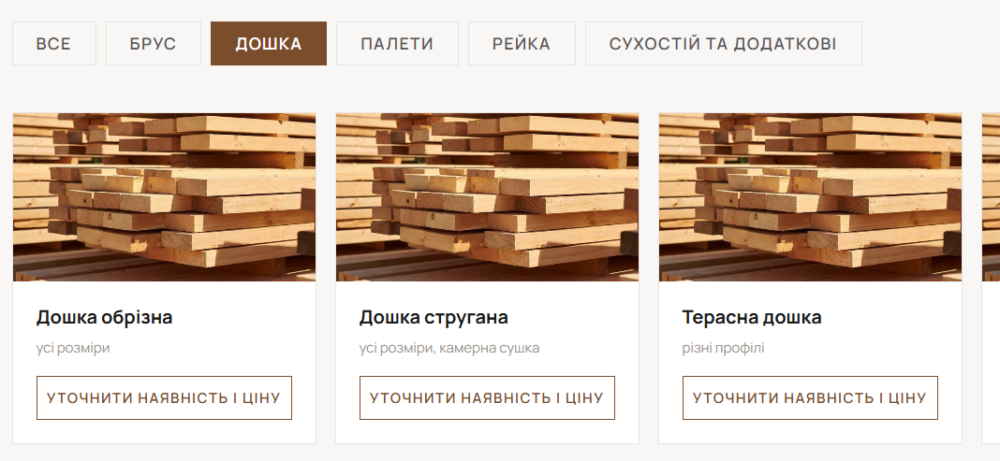 ВСЕ
БРУС
ДОШКА
ПАЛЕТИ
РЕЙКА
СУХОСТІЙ ТА ДОДАТКОВІ
Дошка обрізна
усі розміри
УТОЧНИТИ НАЯВНІСТЬ І ЦІНУ
Дошка стругана
усі розміри, камерна сушка
УТОЧНИТИ НАЯВНІСТЬ І ЦІНУ
Терасна дошка
різні профілі
УТОЧНИТИ НАЯВНІСТЬ І ЦІНУ